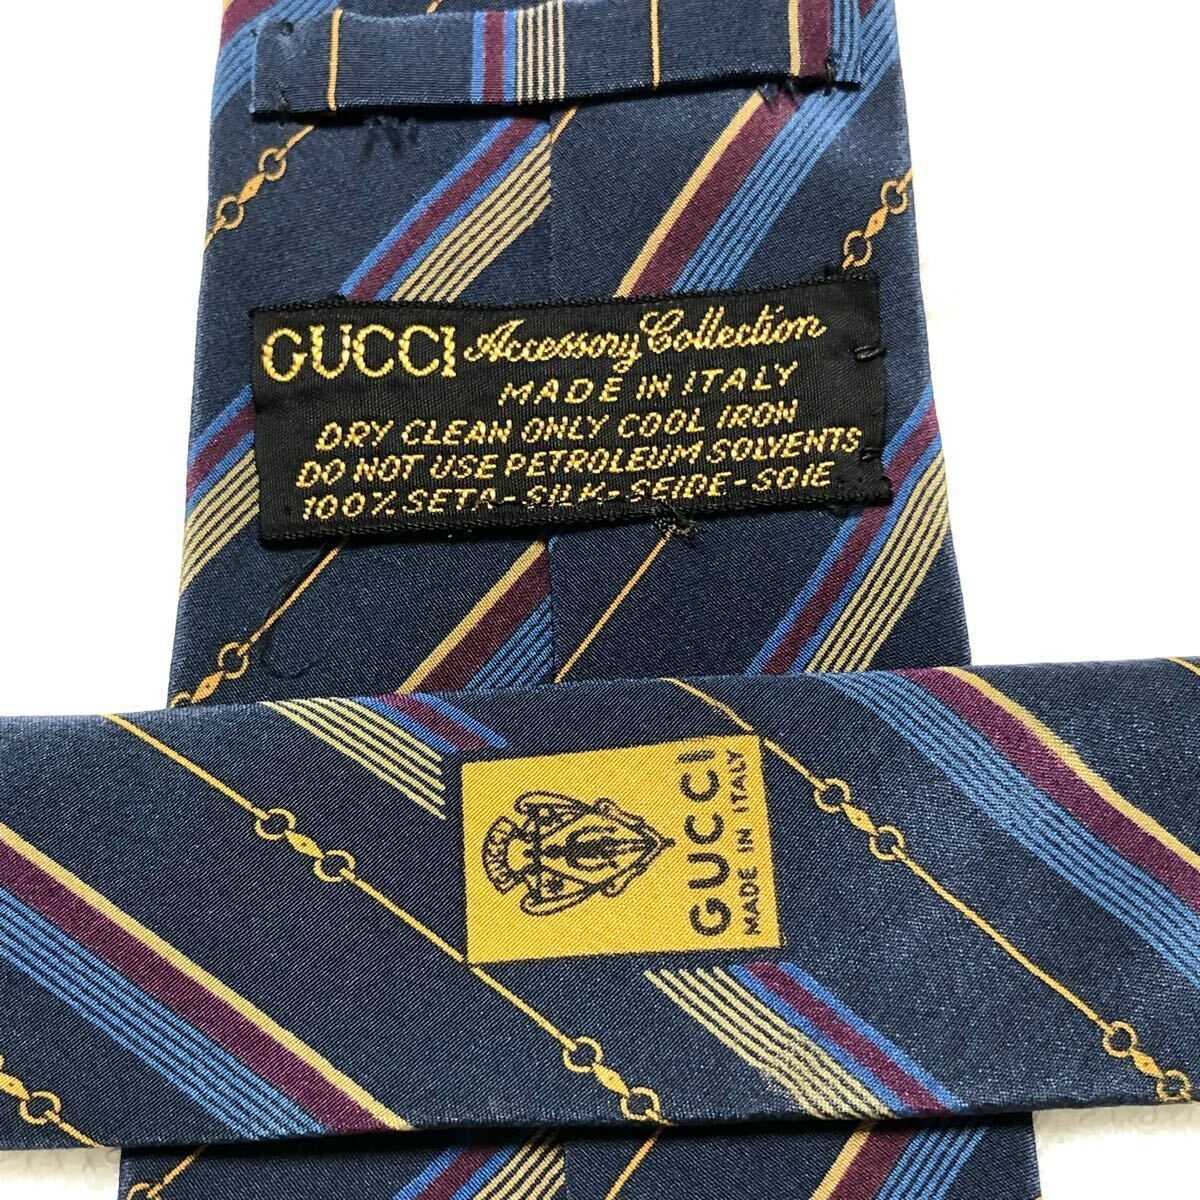 GUCCI Accessory Collection
MADE IN ITALY
DRY CLEAN ONLY COOL IRON
DO NOT USE PETROLEUM SOLVENTS
100% SETA-SILK-SEIDE-SOIE
GUCCI
MADE IN ITALY